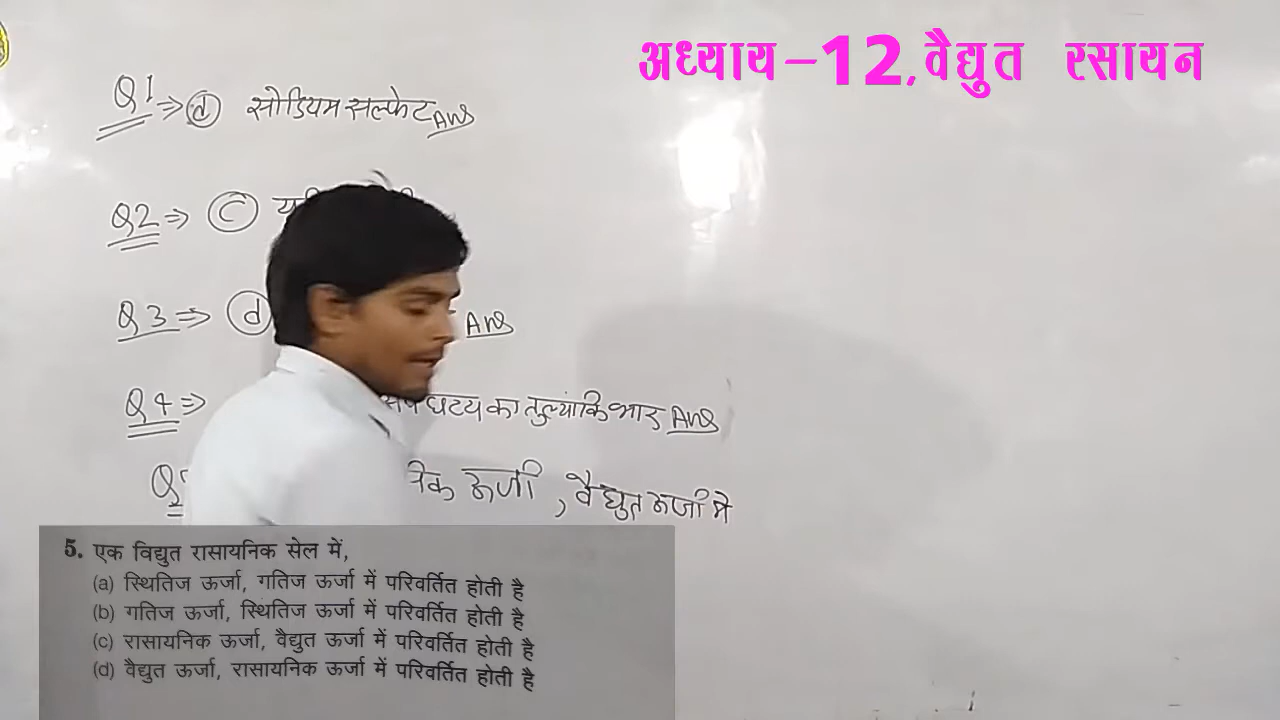 अध्याय-12, वैद्युत रसायन
Q1⇒ (d) सोडियम सल्फेट Ans
Q2⇒ (C)
Q3⇒ (d) Ans
Q4⇒ का तुल्यांकि भार Ans
ऊर्जा, वैद्युत ऊर्जा मे
5. एक विद्युत रासायनिक सेल में,
(a) स्थितिज ऊर्जा, गतिज ऊर्जा में परिवर्तित होती है
(b) गतिज ऊर्जा, स्थितिज ऊर्जा में परिवर्तित होती है
(c) रासायनिक ऊर्जा, वैद्युत ऊर्जा में परिवर्तित होती है
(d) वैद्युत ऊर्जा, रासायनिक ऊर्जा में परिवर्तित होती है